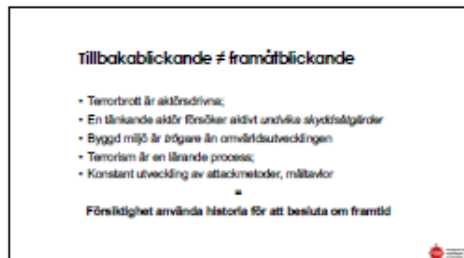 Tillbakablickande ≠ framåtblickande
• Terrorbrott är aktörsdrivna;
• En tänkande aktör försöker aktivt undvika skyddsåtgärder
• Byggd miljö är trögare än omvärldsutvecklingen
• Terrorism är en lärande process;
• Konstant utveckling av attackmetoder, måltavlor
=
Försiktighet använda historia för att besluta om framtid